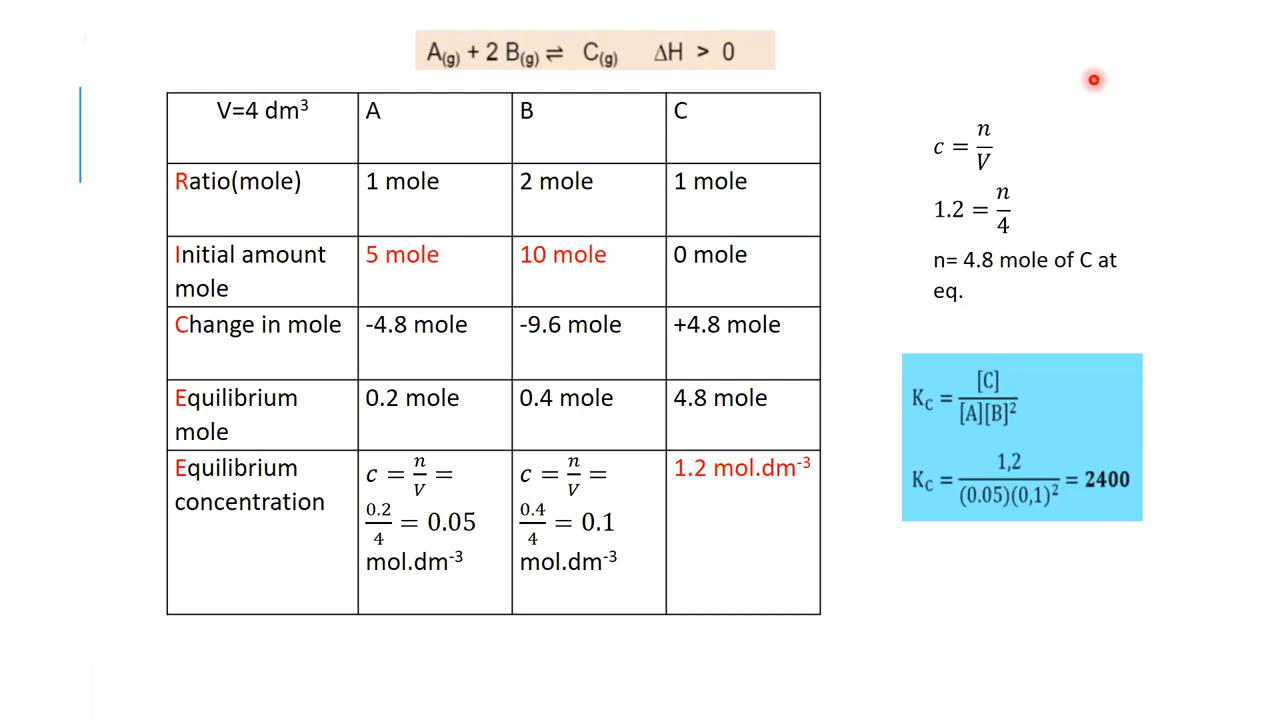 A(g) + 2 B(g) ⇌ C(g) ΔH > 0
V=4 dm³ A B C
Ratio(mole) 1 mole 2 mole 1 mole
Initial amount mole 5 mole 10 mole 0 mole
Change in mole -4.8 mole -9.6 mole +4.8 mole
Equilibrium mole 0.2 mole 0.4 mole 4.8 mole
Equilibrium concentration c = n/V = 0.2/4 = 0.05 mol.dm⁻³ c = n/V = 0.4/4 = 0.1 mol.dm⁻³ 1.2 mol.dm⁻³
c = n/V
1.2 = n/4
n= 4.8 mole of C at
eq.
K_C = [C]/[A][B]²
K_C = 1,2/(0.05)(0,1)² = 2400